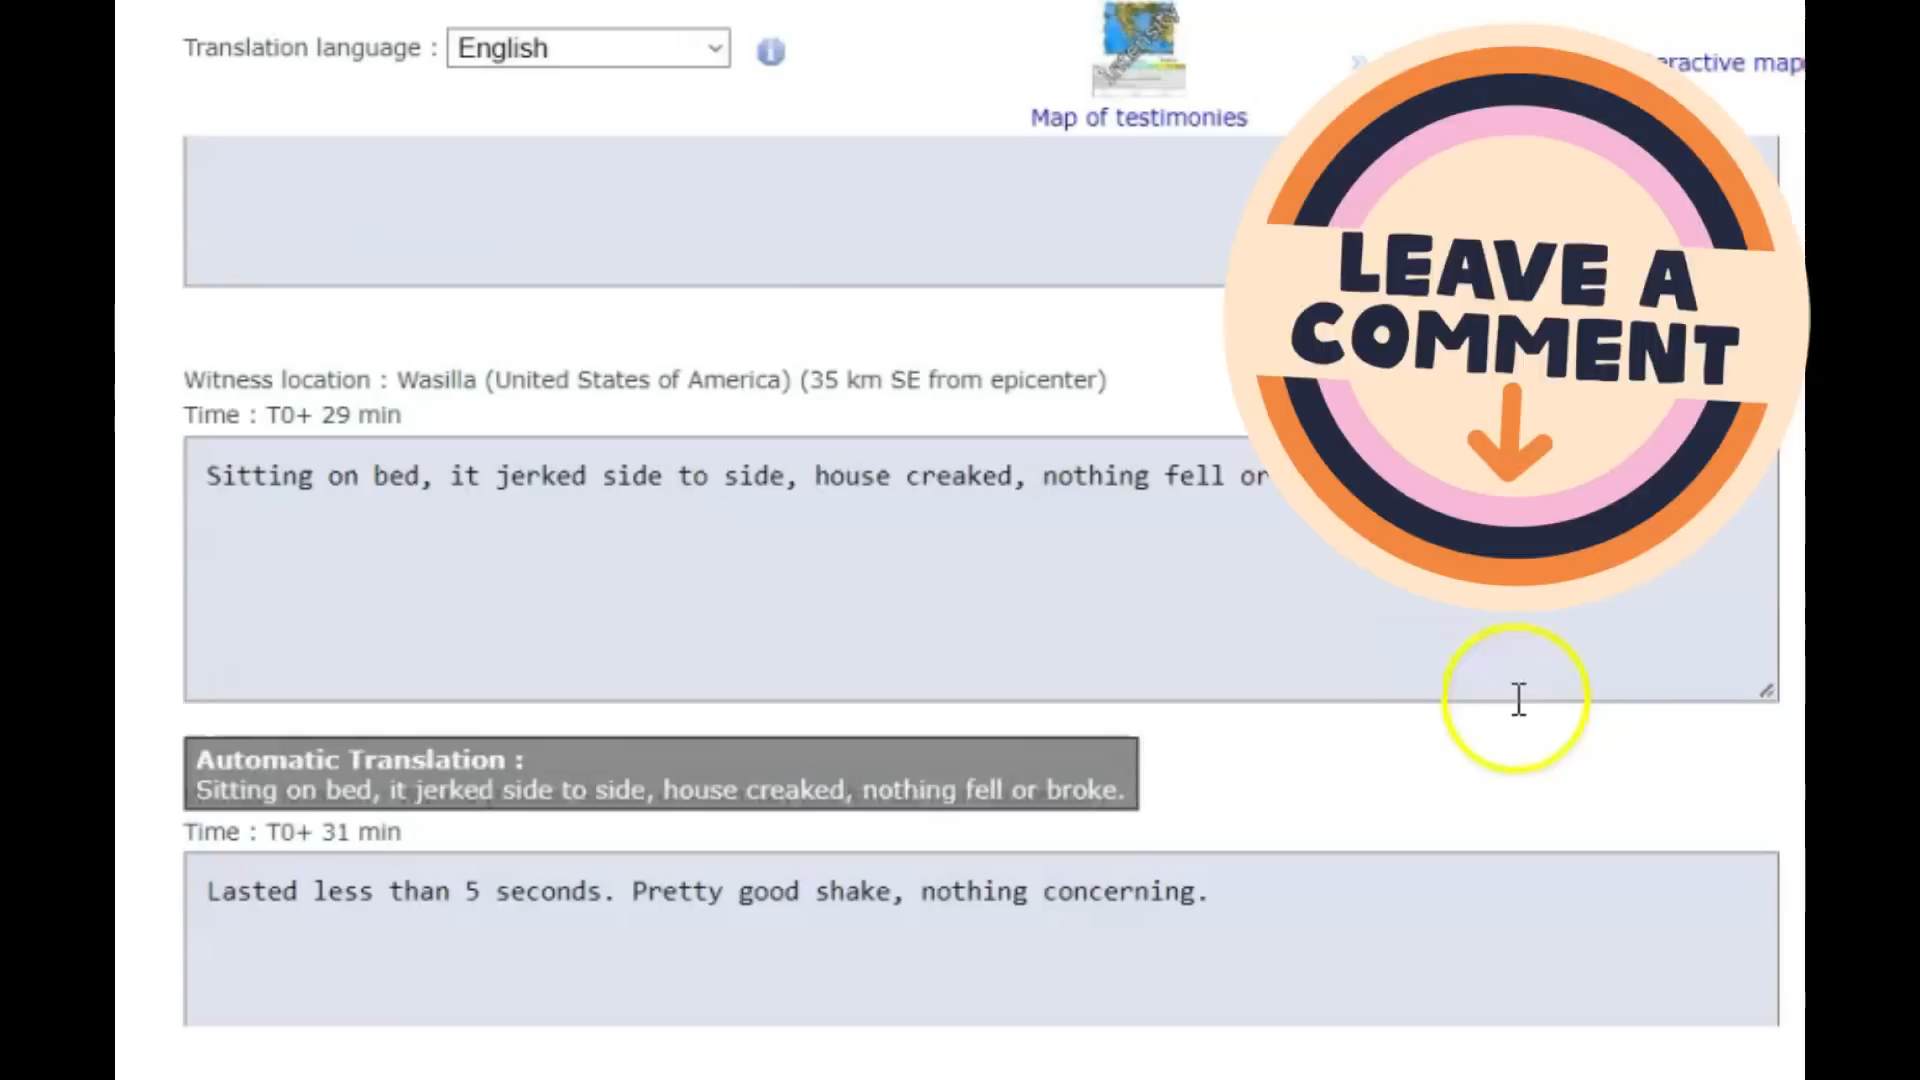 Translation language : English
Map of testimonies
eractive map
LEAVE A
COMMENT
Witness location : Wasilla (United States of America) (35 km SE from epicenter)
Time : T0+ 29 min
Sitting on bed, it jerked side to side, house creaked, nothing fell or
Automatic Translation :
Sitting on bed, it jerked side to side, house creaked, nothing fell or broke.
Time : T0+ 31 min
Lasted less than 5 seconds. Pretty good shake, nothing concerning.